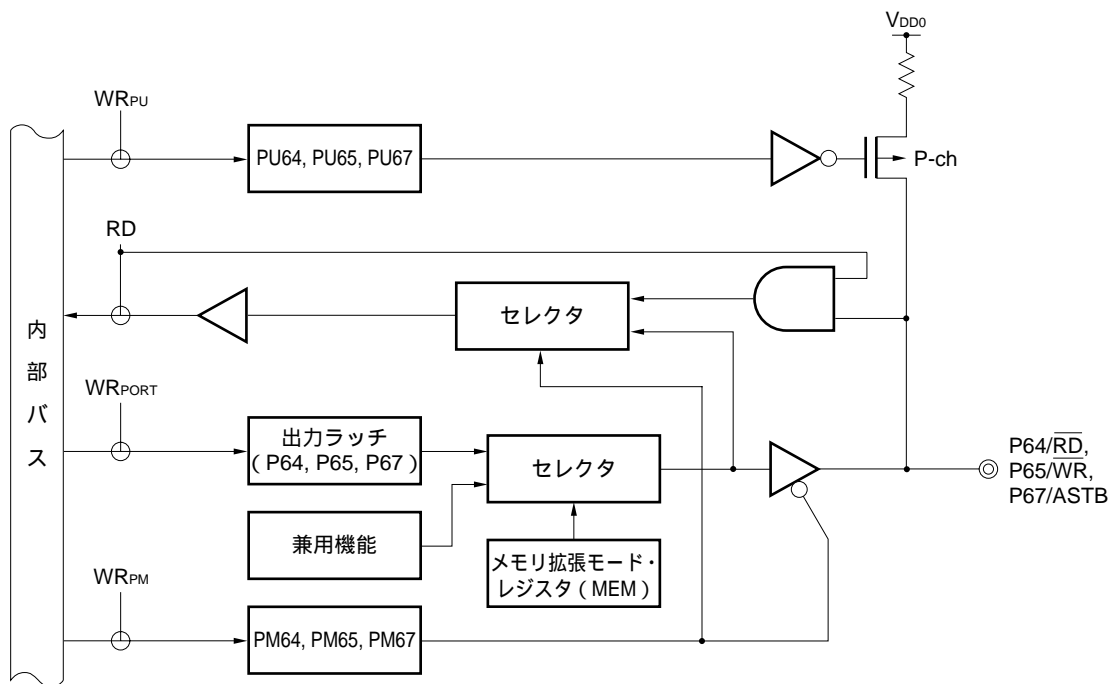 VDD0
WRPU
PU64, PU65, PU67
P-ch
RD
セレクタ
内部バス
WRPORT
出力ラッチ
(P64, P65, P67)
セレクタ
P64/RD,
P65/WR,
P67/ASTB
兼用機能
メモリ拡張モード・
レジスタ(MEM)
WRPM
PM64, PM65, PM67